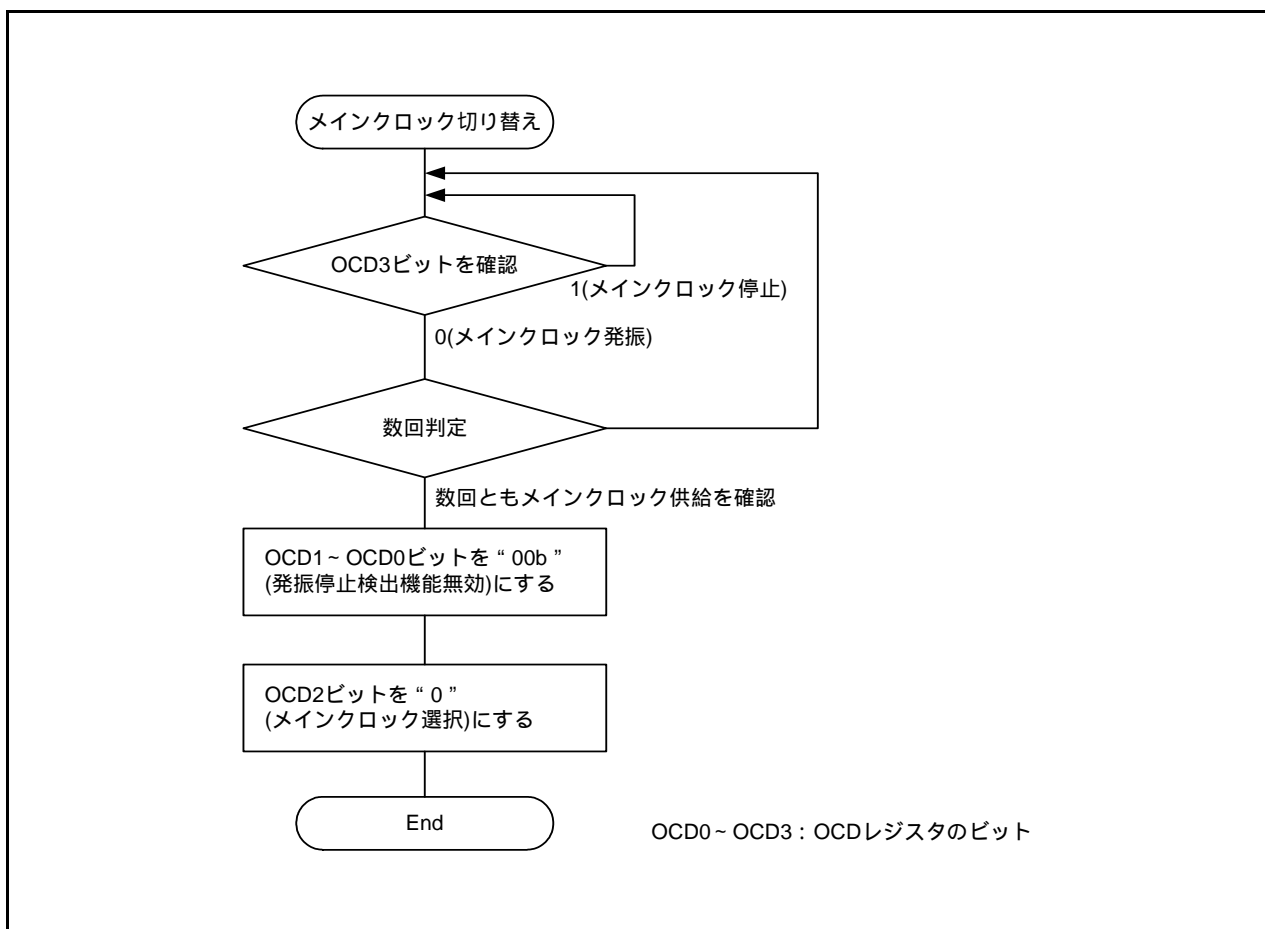 メインクロック切り替え
OCD3ビットを確認
1(メインクロック停止)
0(メインクロック発振)
数回判定
数回ともメインクロック供給を確認
OCD1~OCD0ビットを“00b”
(発振停止検出機能無効)にする
OCD2ビットを“0”
(メインクロック選択)にする
End
OCD0~OCD3：OCDレジスタのビット